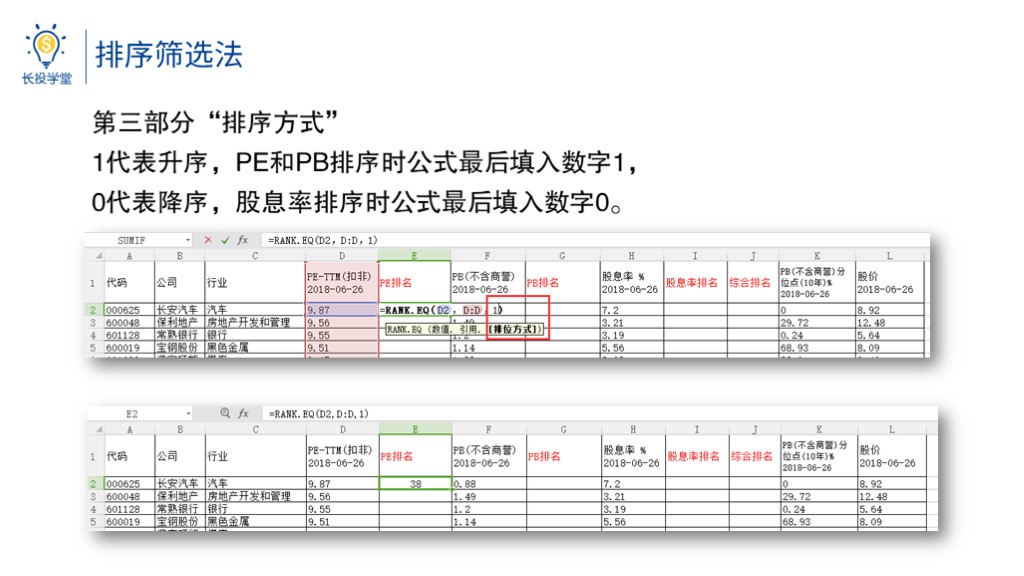 长投学堂
排序筛选法
第三部分“排序方式”
1代表升序，PE和PB排序时公式最后填入数字1，
0代表降序，股息率排序时公式最后填入数字0。
SUMIF =RANK.EQ(D2, D:D, 1)
A B C D E F G H I J K L
1 代码 公司 行业 PE-TTM(扣非) 2018-06-26 PE排名 PB(不含商誉) 2018-06-26 PB排名 股息率 % 2018-06-26 股息率排名 综合排名 PB(不含商誉)分位点(10年)% 2018-06-26 股价 2018-06-26
2 000625 长安汽车 汽车 9.87 =RANK.EQ(D2, D:D, 1) 7.2 0 8.92
3 600048 保利地产 房地产开发和管理 9.56 1.49 3.21 29.72 12.48
RANK.EQ (数值, 引用, [排位方式])
4 601128 常熟银行 银行 9.55 1.2 3.19 0.24 5.64
5 600019 宝钢股份 黑色金属 9.51 1.14 5.56 68.93 8.09
E2 =RANK.EQ(D2,D:D,1)
A B C D E F G H I J K L
1 代码 公司 行业 PE-TTM(扣非) 2018-06-26 PE排名 PB(不含商誉) 2018-06-26 PB排名 股息率 % 2018-06-26 股息率排名 综合排名 PB(不含商誉)分位点(10年)% 2018-06-26 股价 2018-06-26
2 000625 长安汽车 汽车 9.87 38 0.88 7.2 0 8.92
3 600048 保利地产 房地产开发和管理 9.56 1.49 3.21 29.72 12.48
4 601128 常熟银行 银行 9.55 1.2 3.19 0.24 5.64
5 600019 宝钢股份 黑色金属 9.51 1.14 5.56 68.93 8.09